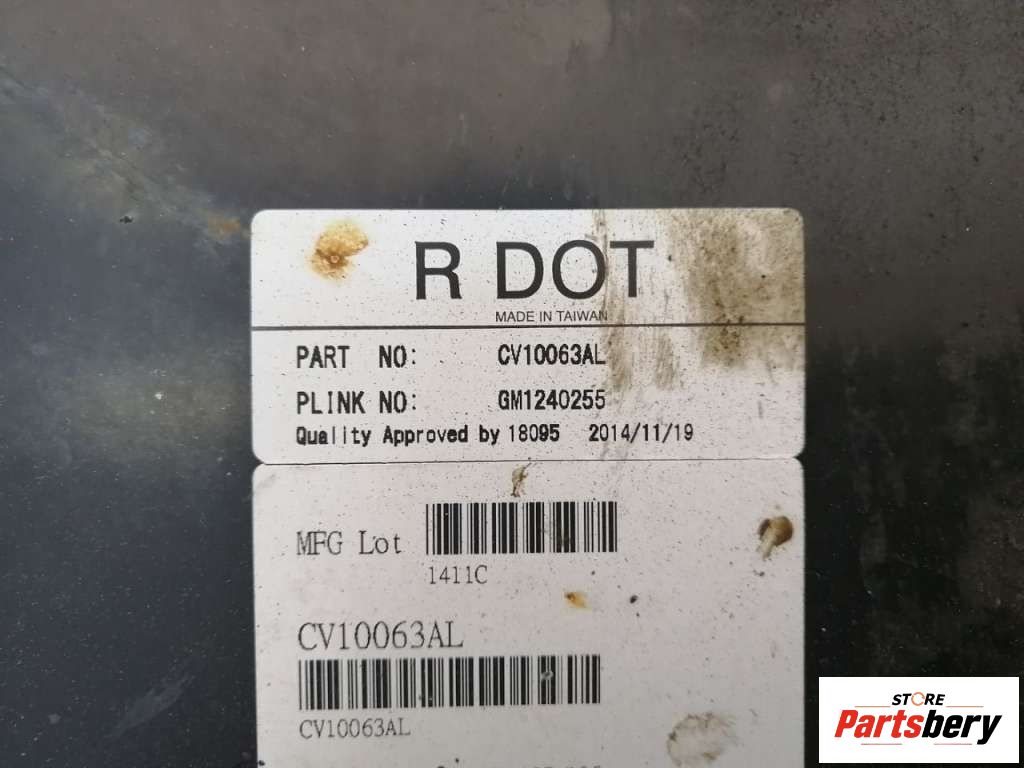 R DOT
MADE IN TAIWAN
PART NO: CV10063AL
PLINK NO: GM1240255
Quality Approved by 18095 2014/11/19
MFG Lot
1411C
CV10063AL
CV10063AL
STORE
Partsbery